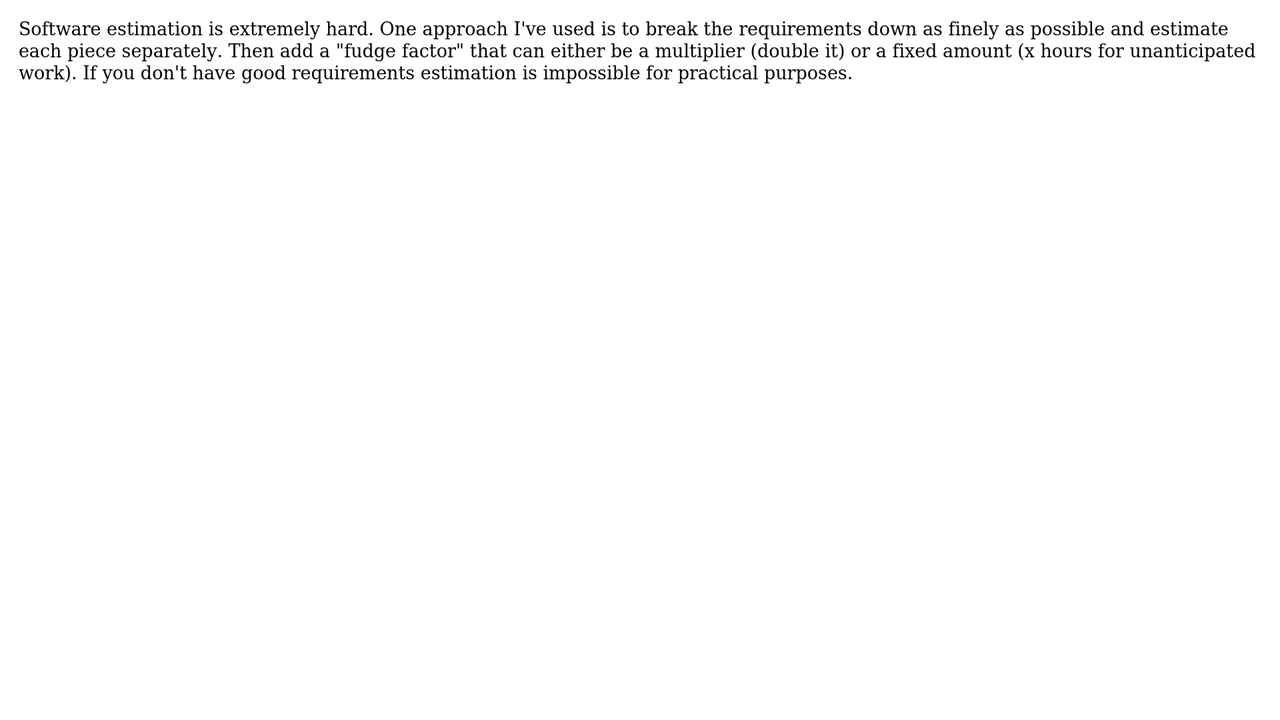 Software estimation is extremely hard. One approach I've used is to break the requirements down as finely as possible and estimate
each piece separately. Then add a "fudge factor" that can either be a multiplier (double it) or a fixed amount (x hours for unanticipated
work). If you don't have good requirements estimation is impossible for practical purposes.